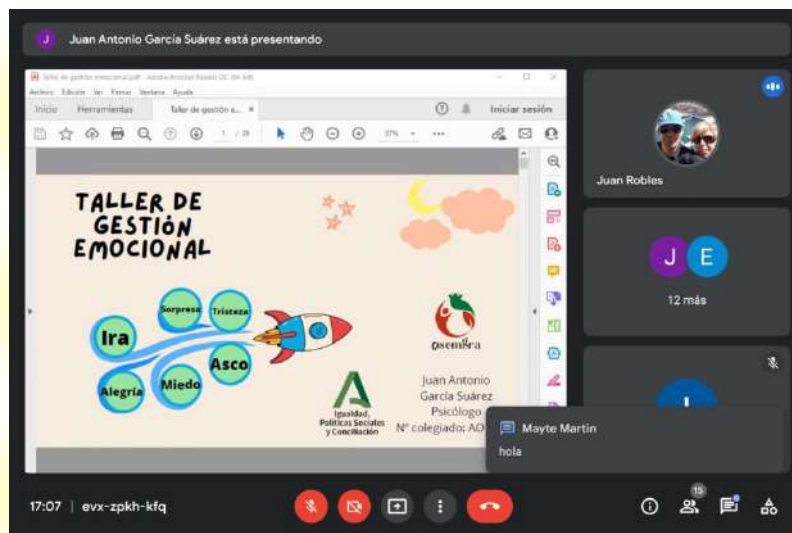 J Juan Antonio García Suárez está presentando
Taller de gestión emocional.pdf - Adobe Acrobat Reader DC (64-bit)
Archivo Edición Ver Firmar Ventana Ayuda
Inicio Herramientas Taller de gestión e... × Iniciar sesión
1 / 28 37%
TALLER DE
GESTIÓN
EMOCIONAL
Sorpresa Tristeza
Ira
Asco
Alegría Miedo
asemgra
Igualdad,
Políticas Sociales
y Conciliación
Juan Antonio
García Suárez
Psicólogo
Nº colegiado: AO
Juan Robles
J E
12 más
Mayte Martin
hola
17:07 | evx-zpkh-kfq
15